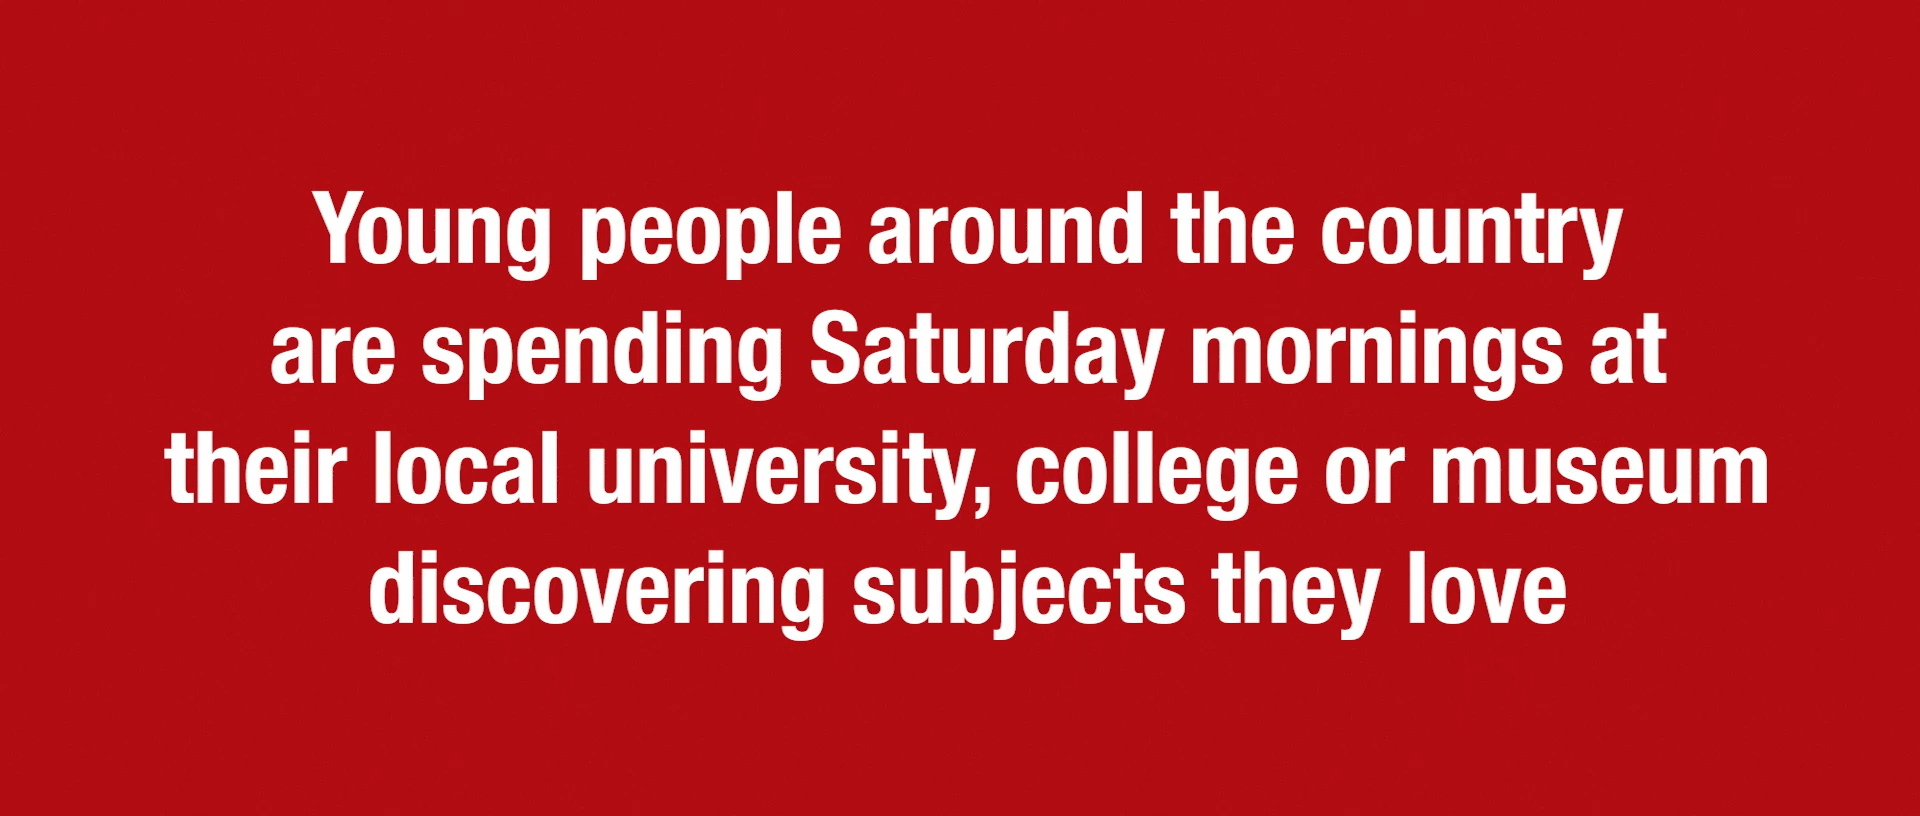 Young people around the country
are spending Saturday mornings at
their local university, college or museum
discovering subjects they love